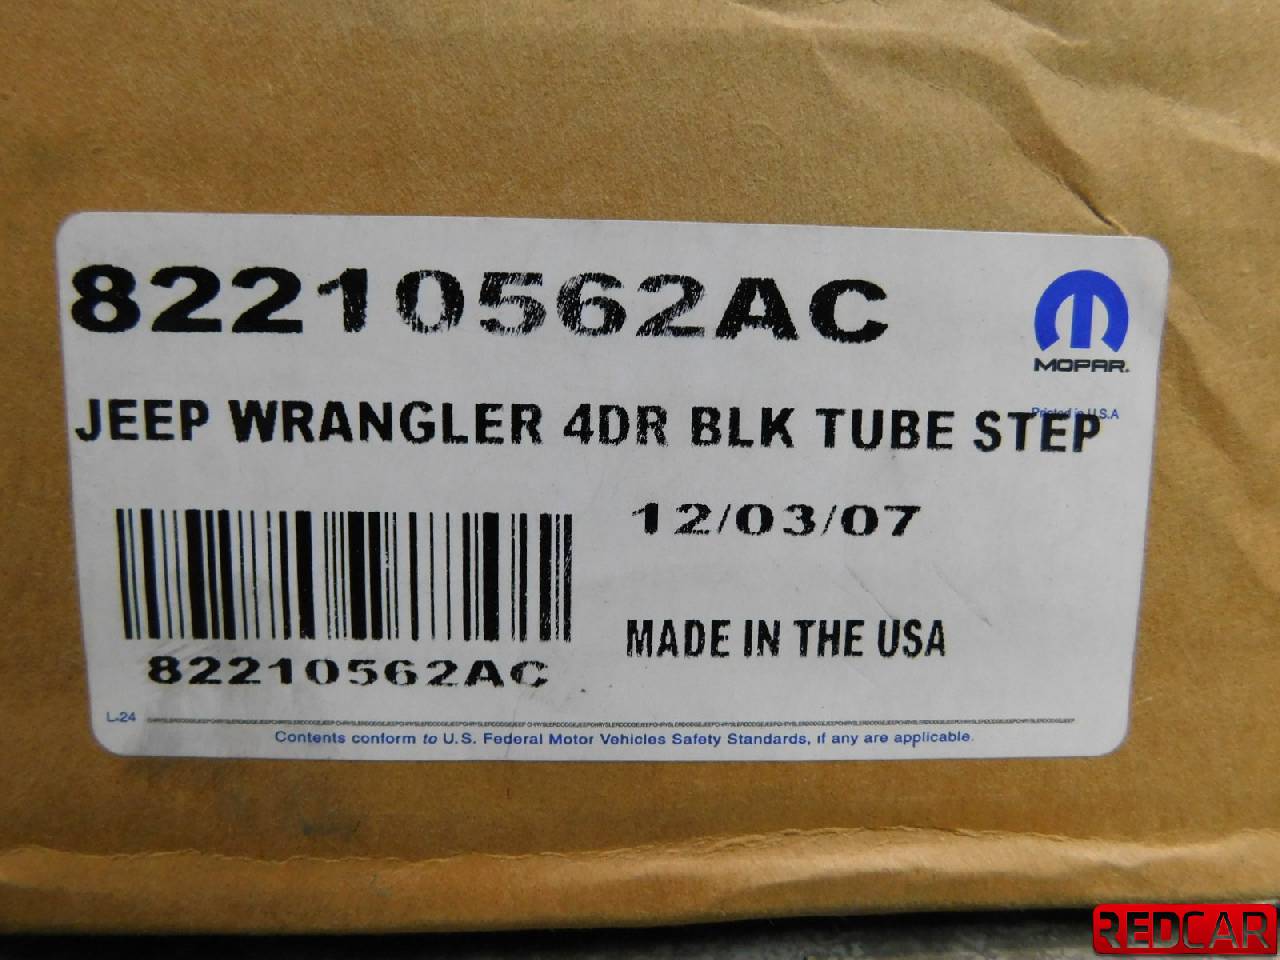 82210562AC
MOPAR.
Printed in U.S.A
JEEP WRANGLER 4DR BLK TUBE STEP
12/03/07
MADE IN THE USA
82210562AC
L-24
Contents conform to U.S. Federal Motor Vehicles Safety Standards, if any are applicable.
REDCAR